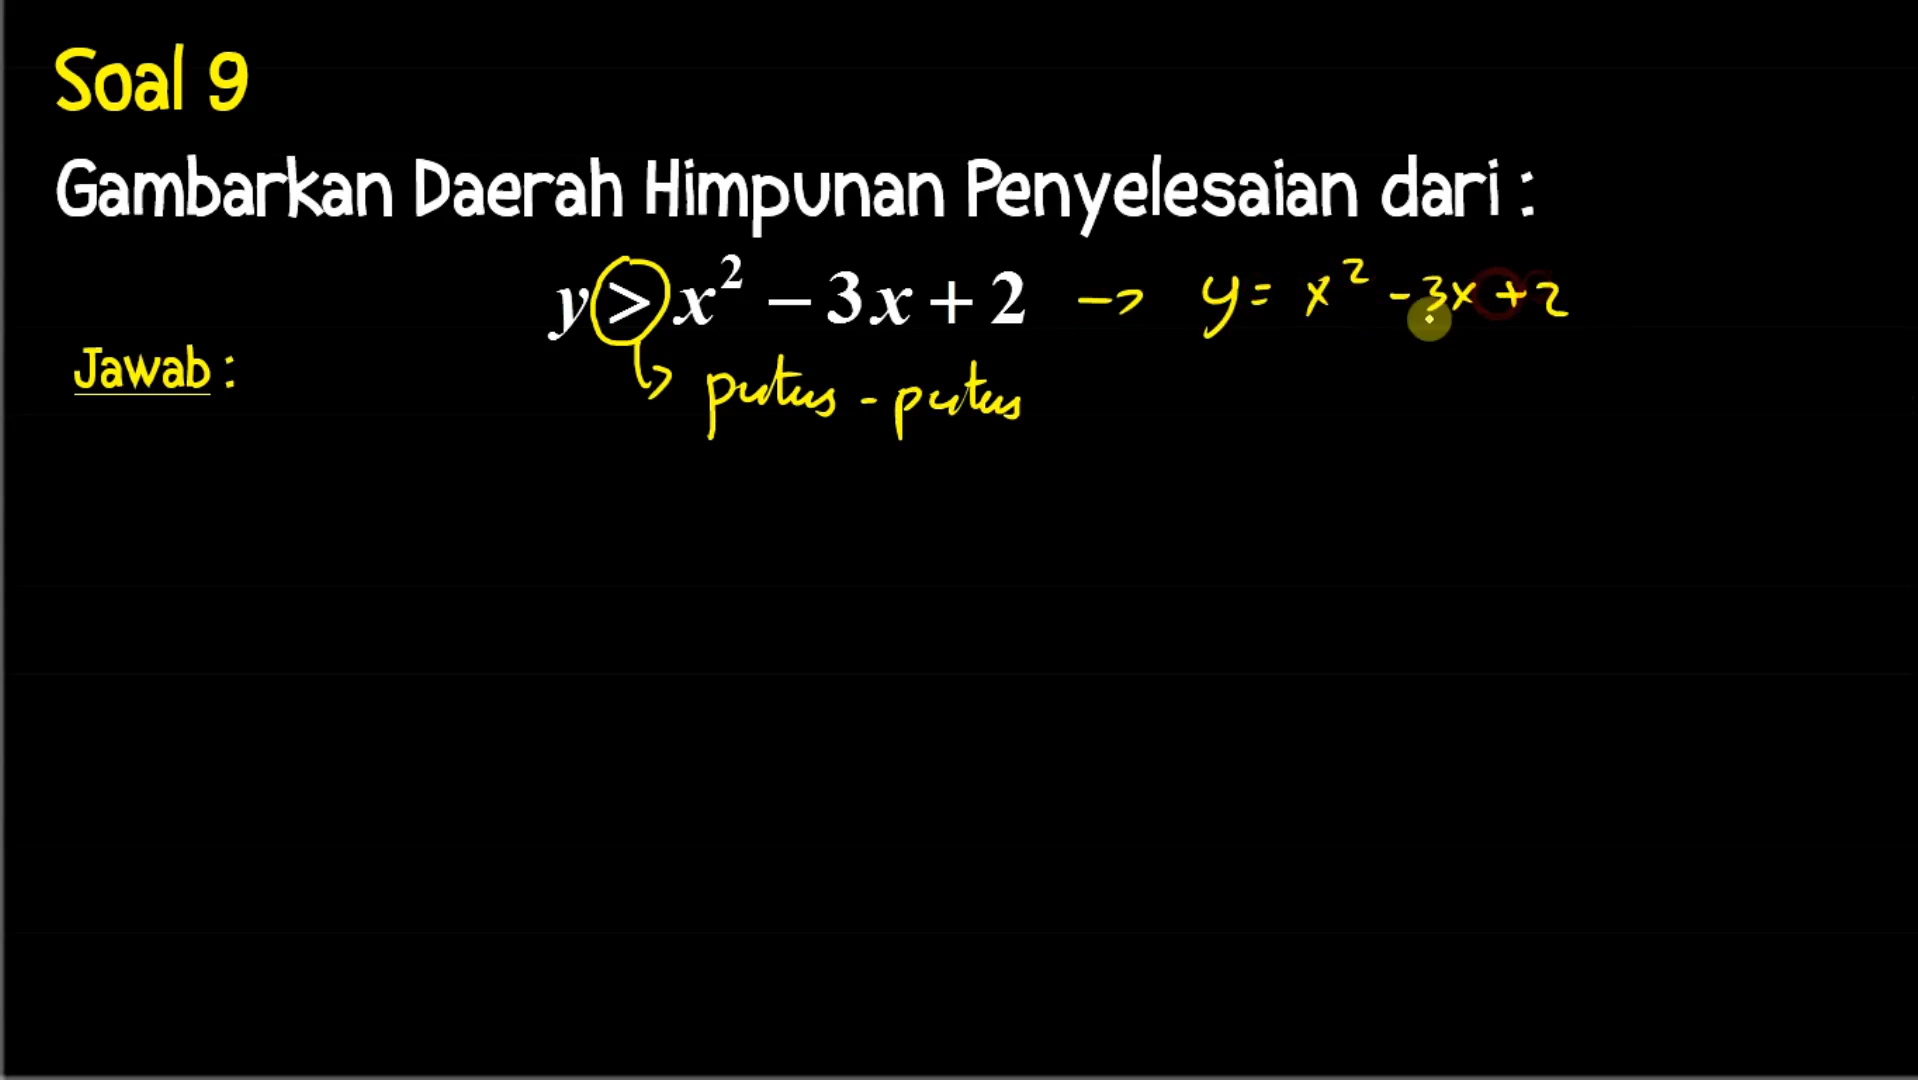 Soal 9
Gambarkan Daerah Himpunan Penyelesaian dari :
y > x² − 3x + 2 → y = x² - 3x + 2
Jawab :
↳ putus - putus